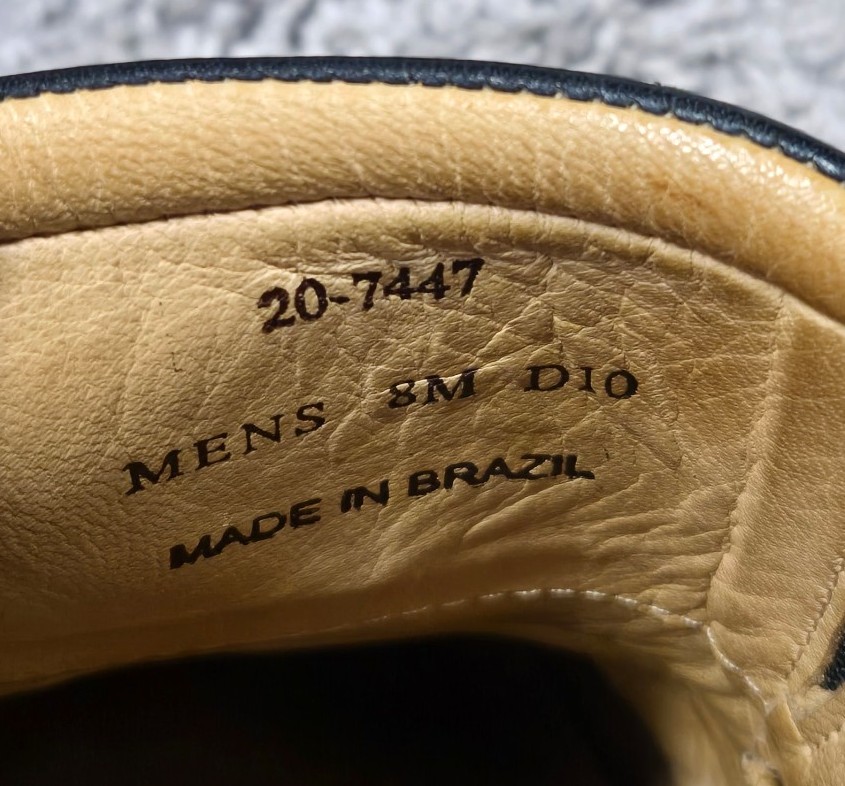 20-7447
MENS 8M D10
MADE IN BRAZIL